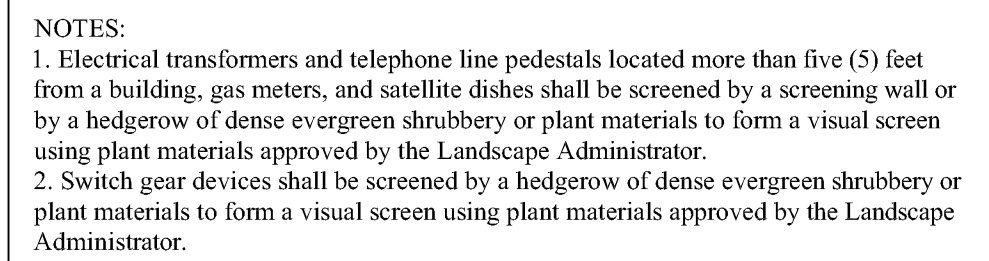 NOTES:
1. Electrical transformers and telephone line pedestals located more than five (5) feet
from a building, gas meters, and satellite dishes shall be screened by a screening wall or
by a hedgerow of dense evergreen shrubbery or plant materials to form a visual screen
using plant materials approved by the Landscape Administrator.
2. Switch gear devices shall be screened by a hedgerow of dense evergreen shrubbery or
plant materials to form a visual screen using plant materials approved by the Landscape
Administrator.